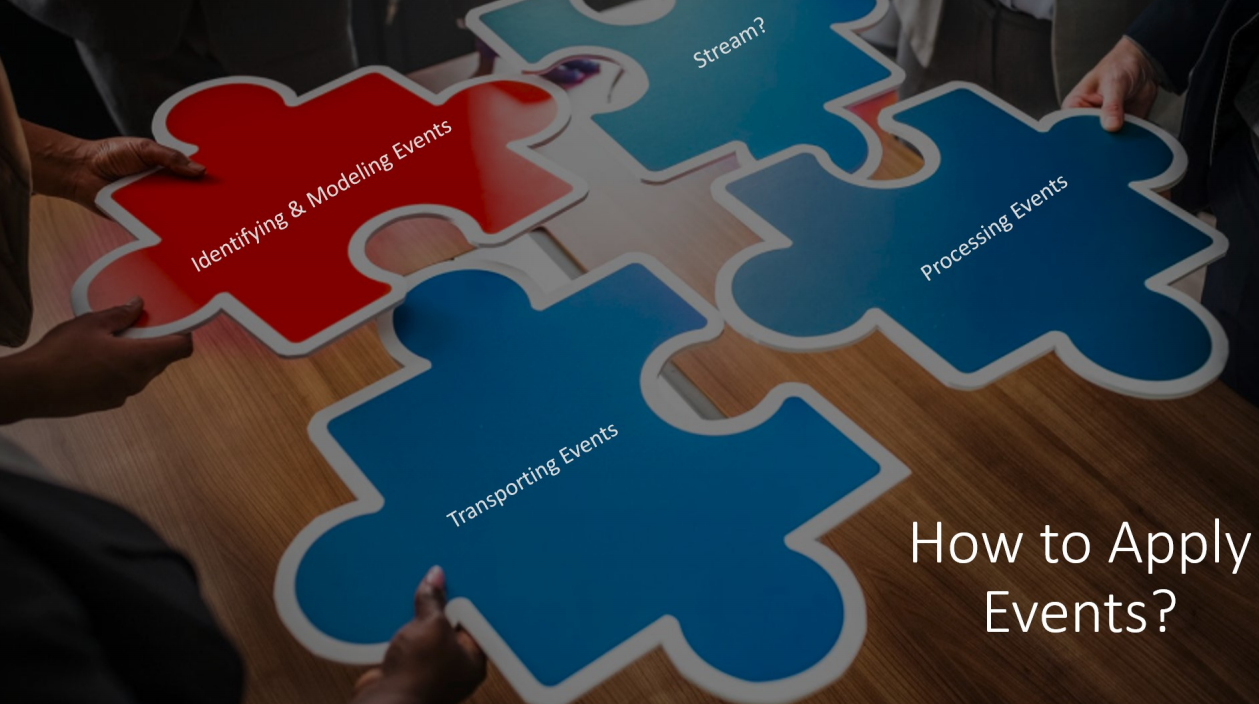 Stream?
Identifying & Modeling Events
Processing Events
Transporting Events
How to Apply
Events?